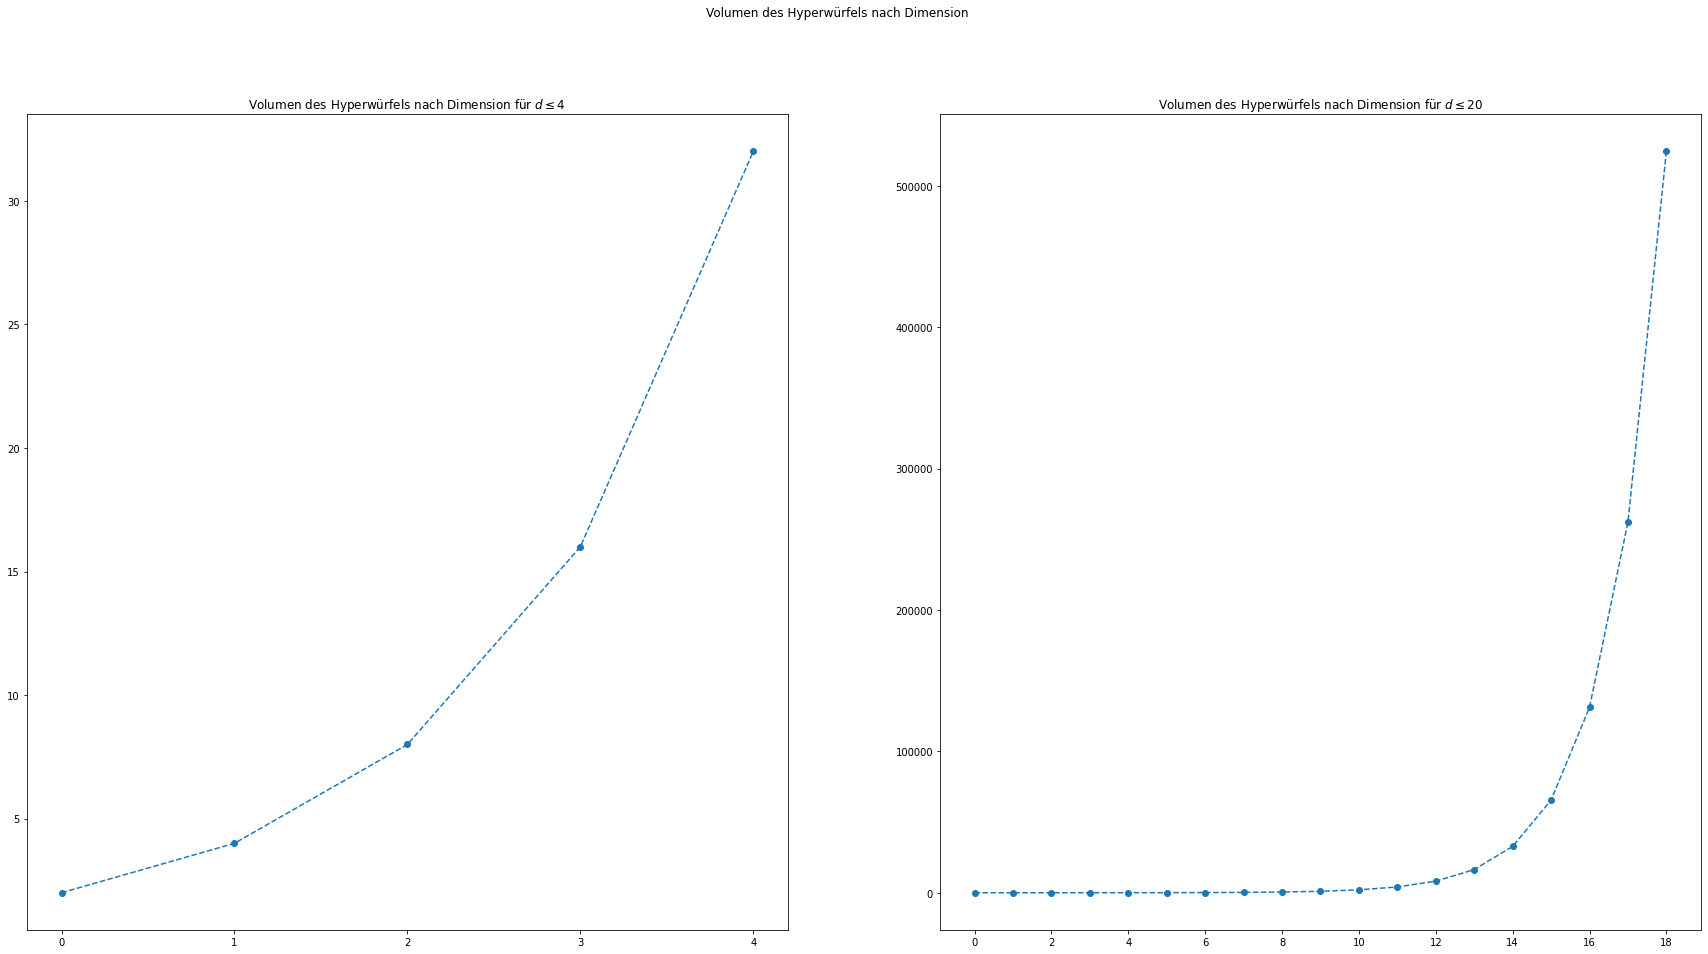 Volumen des Hyperwürfels nach Dimension
Volumen des Hyperwürfels nach Dimension für d ≤ 4
30
25
20
15
10
5
0 1 2 3 4
Volumen des Hyperwürfels nach Dimension für d ≤ 20
500000
400000
300000
200000
100000
0
0 2 4 6 8 10 12 14 16 18